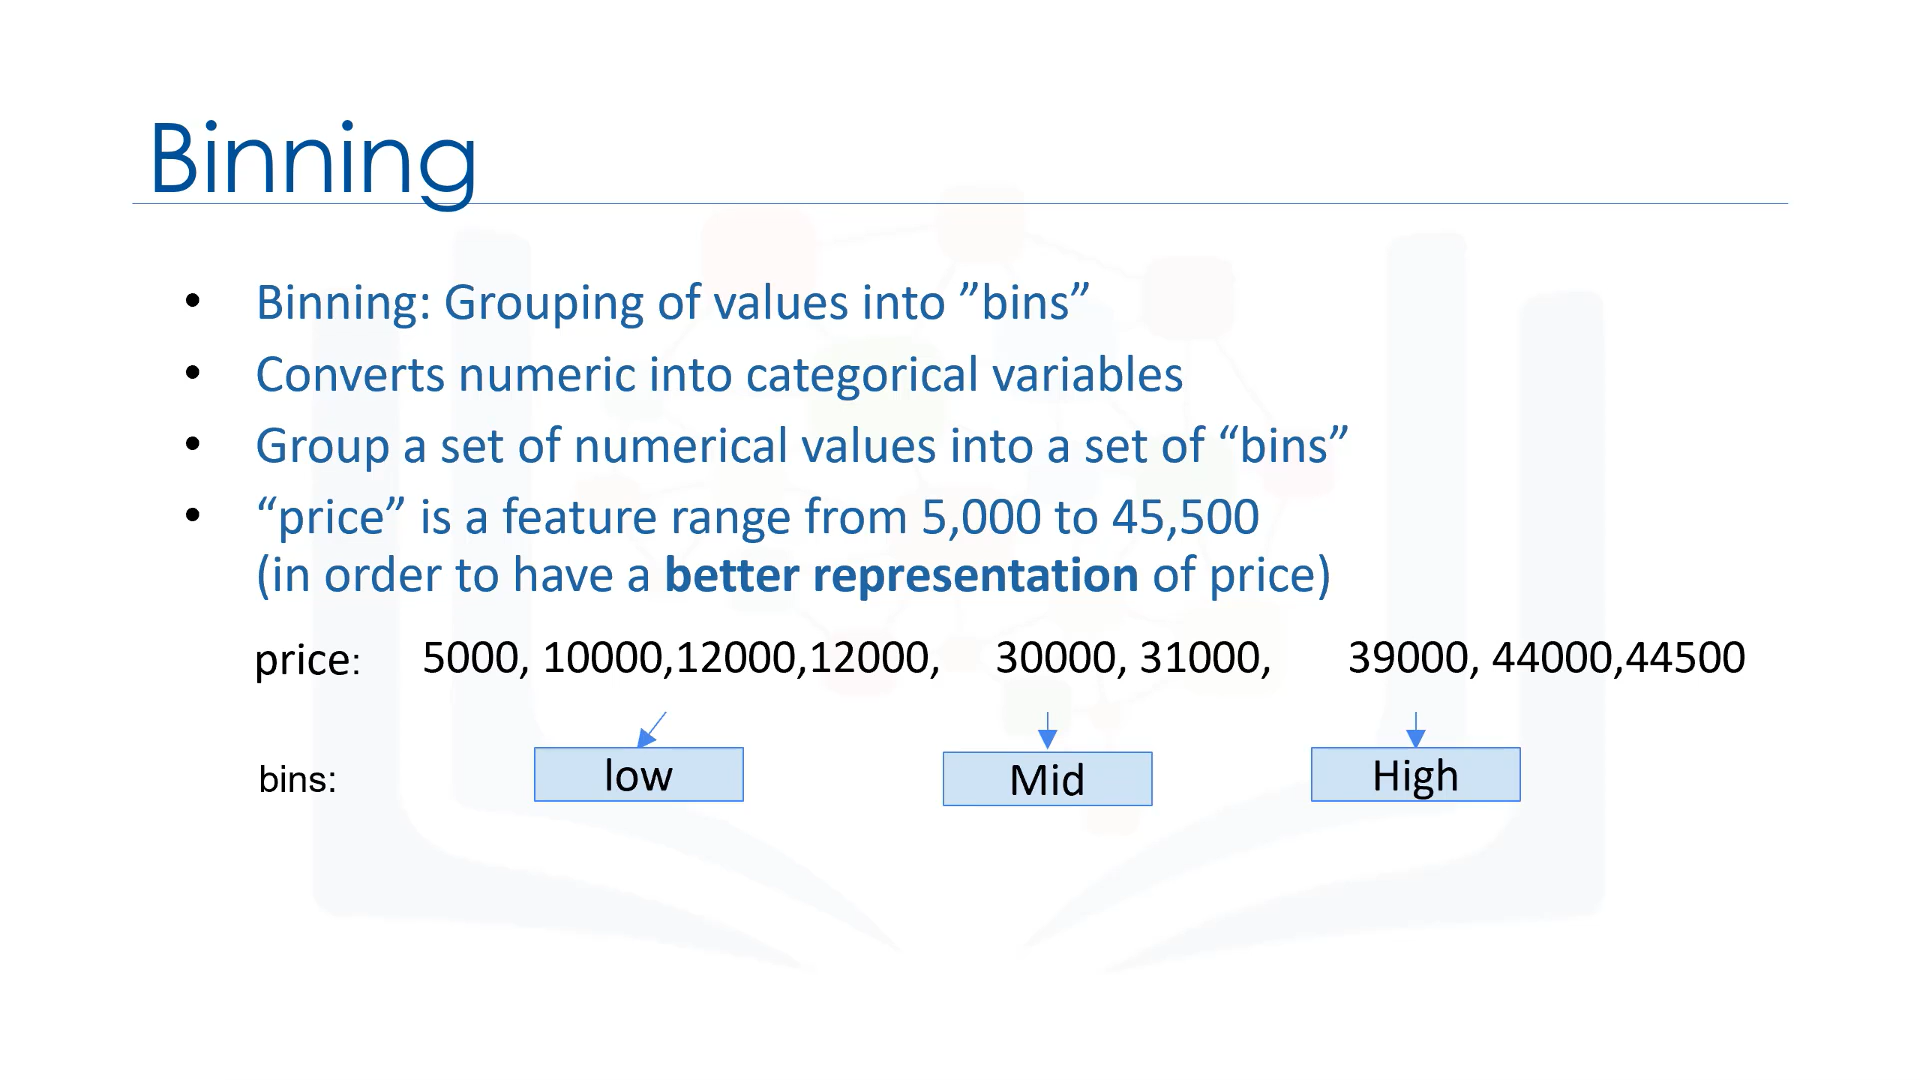 Binning
• Binning: Grouping of values into ”bins”
• Converts numeric into categorical variables
• Group a set of numerical values into a set of “bins”
• “price” is a feature range from 5,000 to 45,500
(in order to have a better representation of price)
price: 5000, 10000,12000,12000, 30000, 31000, 39000, 44000,44500
bins: low Mid High